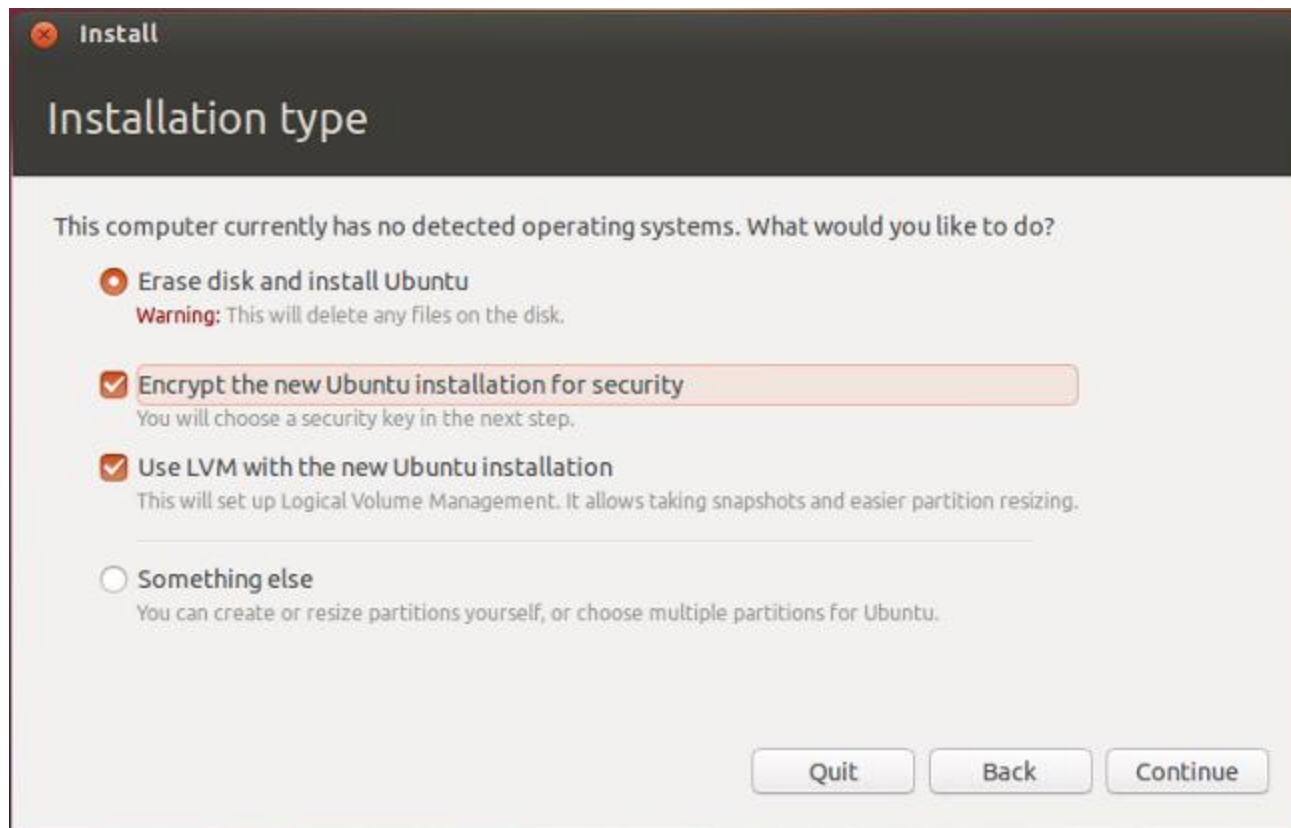 Install
Installation type
This computer currently has no detected operating systems. What would you like to do?
Erase disk and install Ubuntu
Warning: This will delete any files on the disk.
Encrypt the new Ubuntu installation for security
You will choose a security key in the next step.
Use LVM with the new Ubuntu installation
This will set up Logical Volume Management. It allows taking snapshots and easier partition resizing.
Something else
You can create or resize partitions yourself, or choose multiple partitions for Ubuntu.
Quit Back Continue